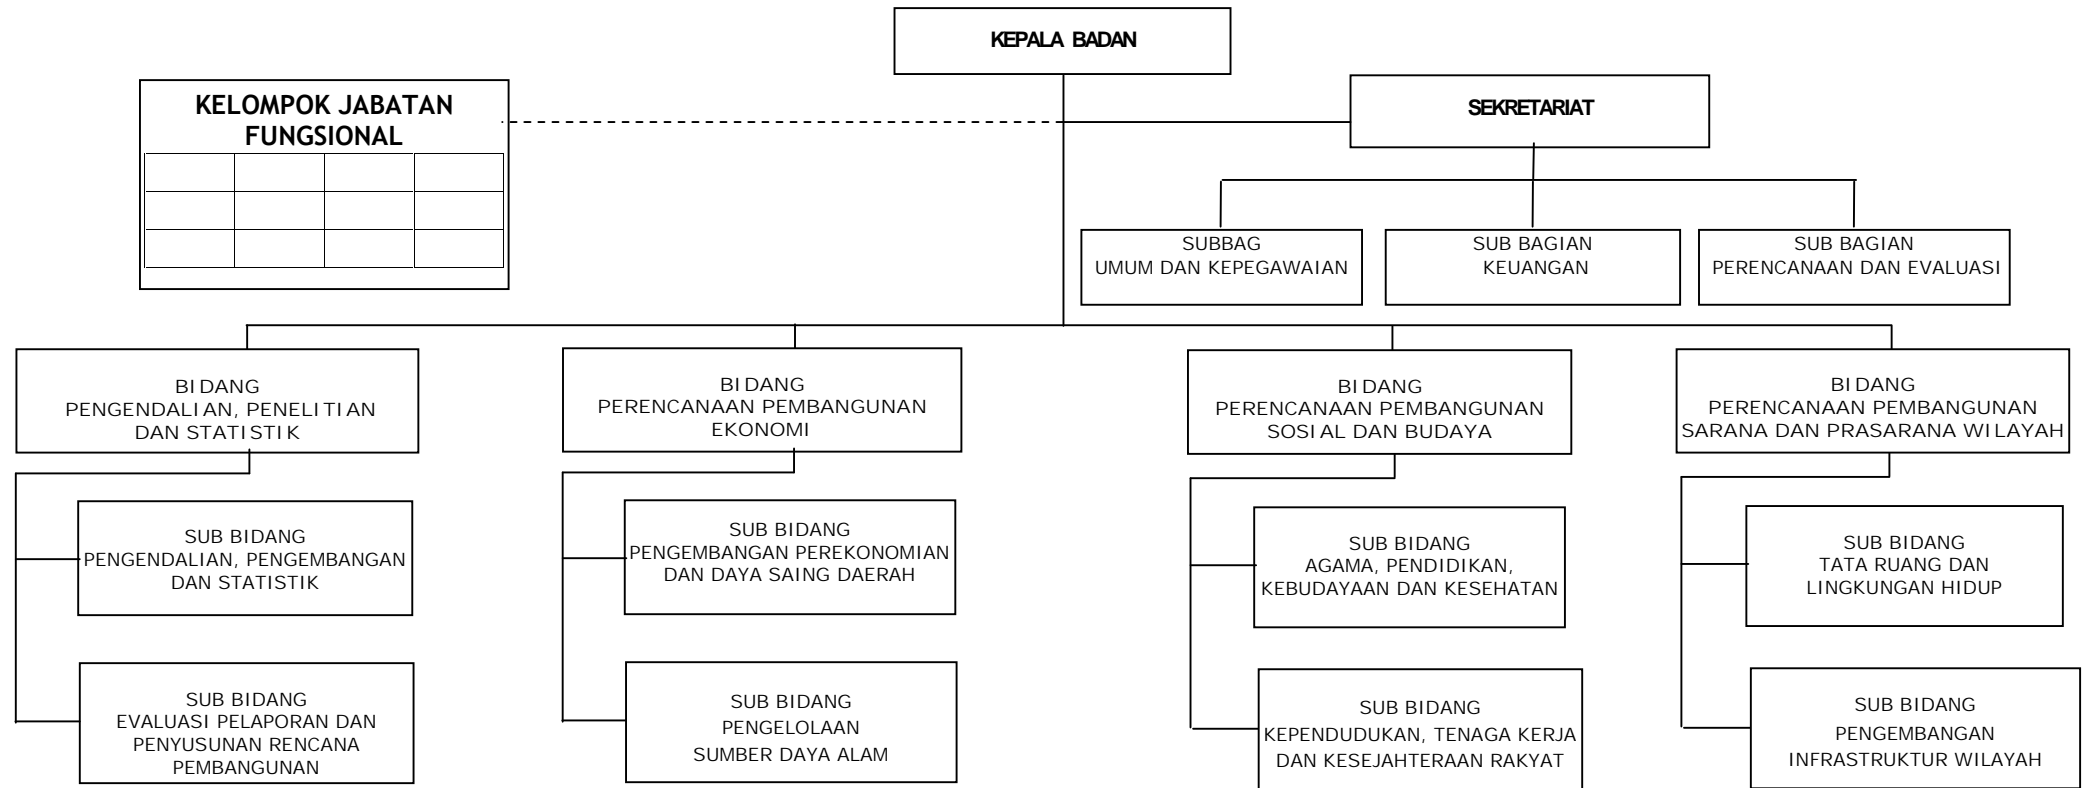 KEPALA BADAN
KELOMPOK JABATAN
FUNGSIONAL
SEKRETARIAT
SUBBAG
UMUM DAN KEPEGAWAIAN
SUB BAGIAN
KEUANGAN
SUB BAGIAN
PERENCANAAN DAN EVALUASI
BIDANG
PENGENDALIAN, PENELITIAN
DAN STATISTIK
BIDANG
PERENCANAAN PEMBANGUNAN
EKONOMI
BIDANG
PERENCANAAN PEMBANGUNAN
SOSIAL DAN BUDAYA
BIDANG
PERENCANAAN PEMBANGUNAN
SARANA DAN PRASARANA WILAYAH
SUB BIDANG
PENGENDALIAN, PENGEMBANGAN
DAN STATISTIK
SUB BIDANG
PENGEMBANGAN PEREKONOMIAN
DAN DAYA SAING DAERAH
SUB BIDANG
AGAMA, PENDIDIKAN,
KEBUDAYAAN DAN KESEHATAN
SUB BIDANG
TATA RUANG DAN
LINGKUNGAN HIDUP
SUB BIDANG
EVALUASI PELAPORAN DAN
PENYUSUNAN RENCANA
PEMBANGUNAN
SUB BIDANG
PENGELOLAAN
SUMBER DAYA ALAM
SUB BIDANG
KEPENDUDUKAN, TENAGA KERJA
DAN KESEJAHTERAAN RAKYAT
SUB BIDANG
PENGEMBANGAN
INFRASTRUKTUR WILAYAH